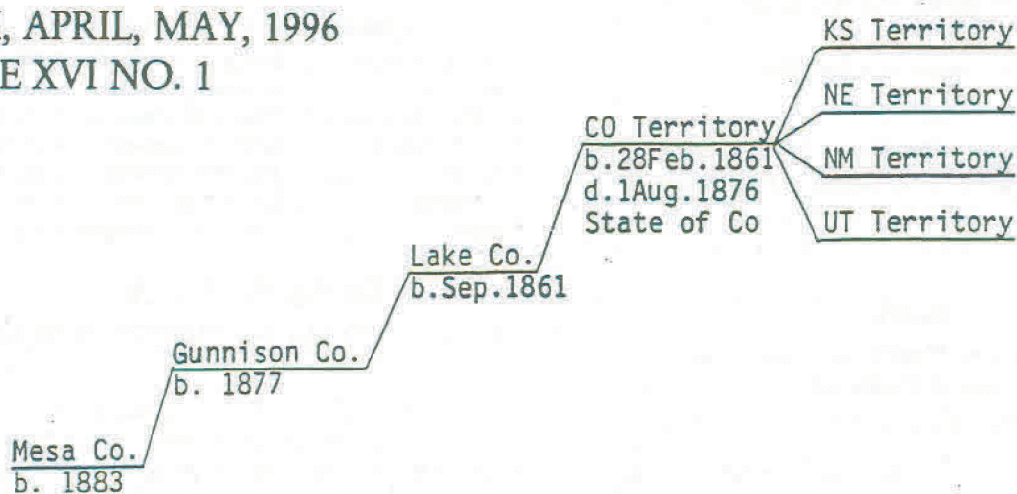 , APRIL, MAY, 1996
E XVI NO. 1
KS Territory
NE Territory
CO Territory
b.28Feb.1861
d.1Aug.1876
State of Co
NM Territory
UT Territory
Lake Co.
b.Sep.1861
Gunnison Co.
b. 1877
Mesa Co.
b. 1883